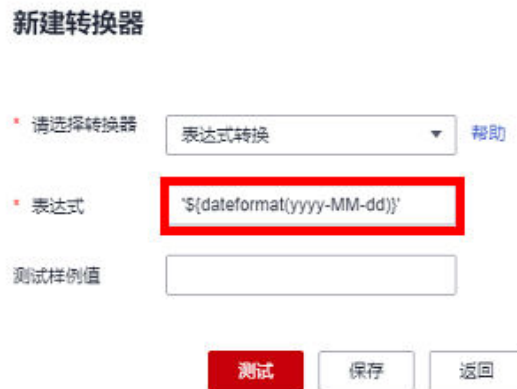 新建转换器
* 请选择转换器 表达式转换 帮助
* 表达式 '${dateformat(yyyy-MM-dd)}'
测试样例值
测试 保存 返回